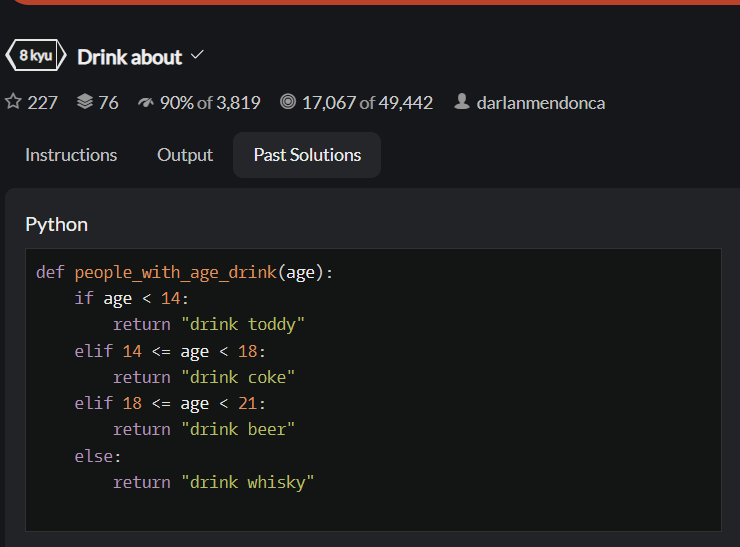 8 kyu Drink about
227 76 90% of 3,819 17,067 of 49,442 darlanmendonca
Instructions Output Past Solutions
Python
def people_with_age_drink(age):
    if age < 14:
        return "drink toddy"
    elif 14 <= age < 18:
        return "drink coke"
    elif 18 <= age < 21:
        return "drink beer"
    else:
        return "drink whisky"